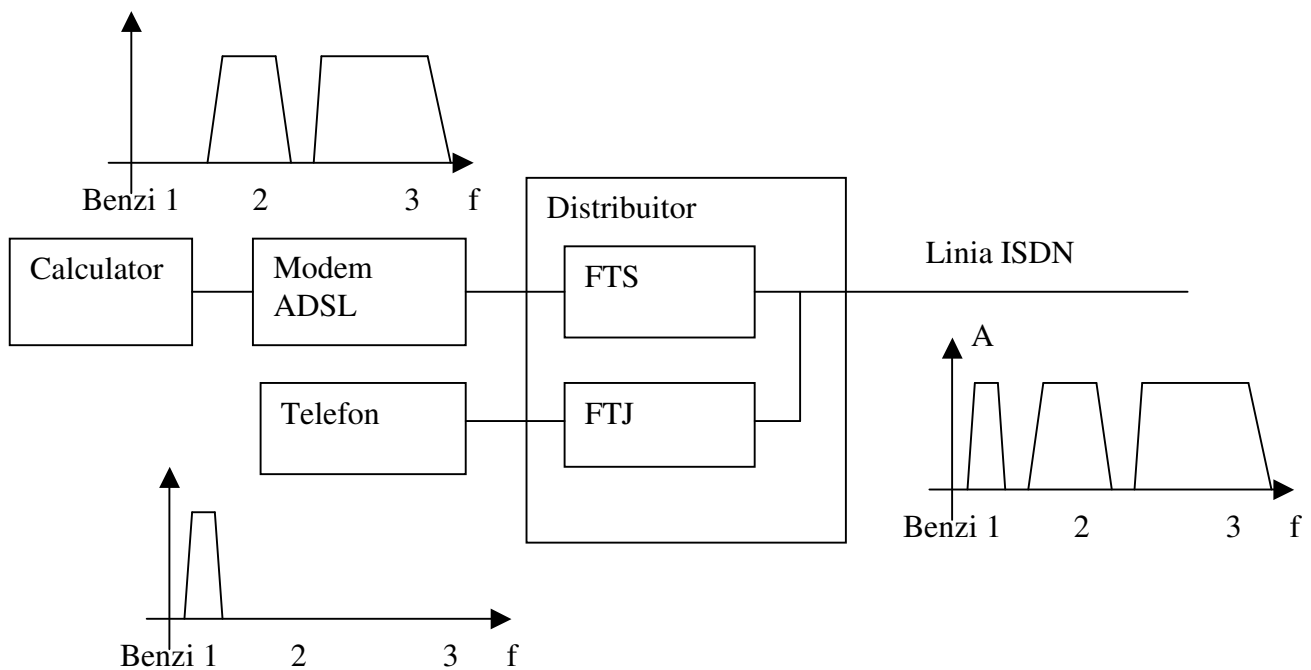 Benzi 1 2 3 f
Distribuitor
Calculator
Modem
ADSL
FTS
Linia ISDN
A
Telefon
FTJ
Benzi 1 2 3 f
Benzi 1 2 3 f